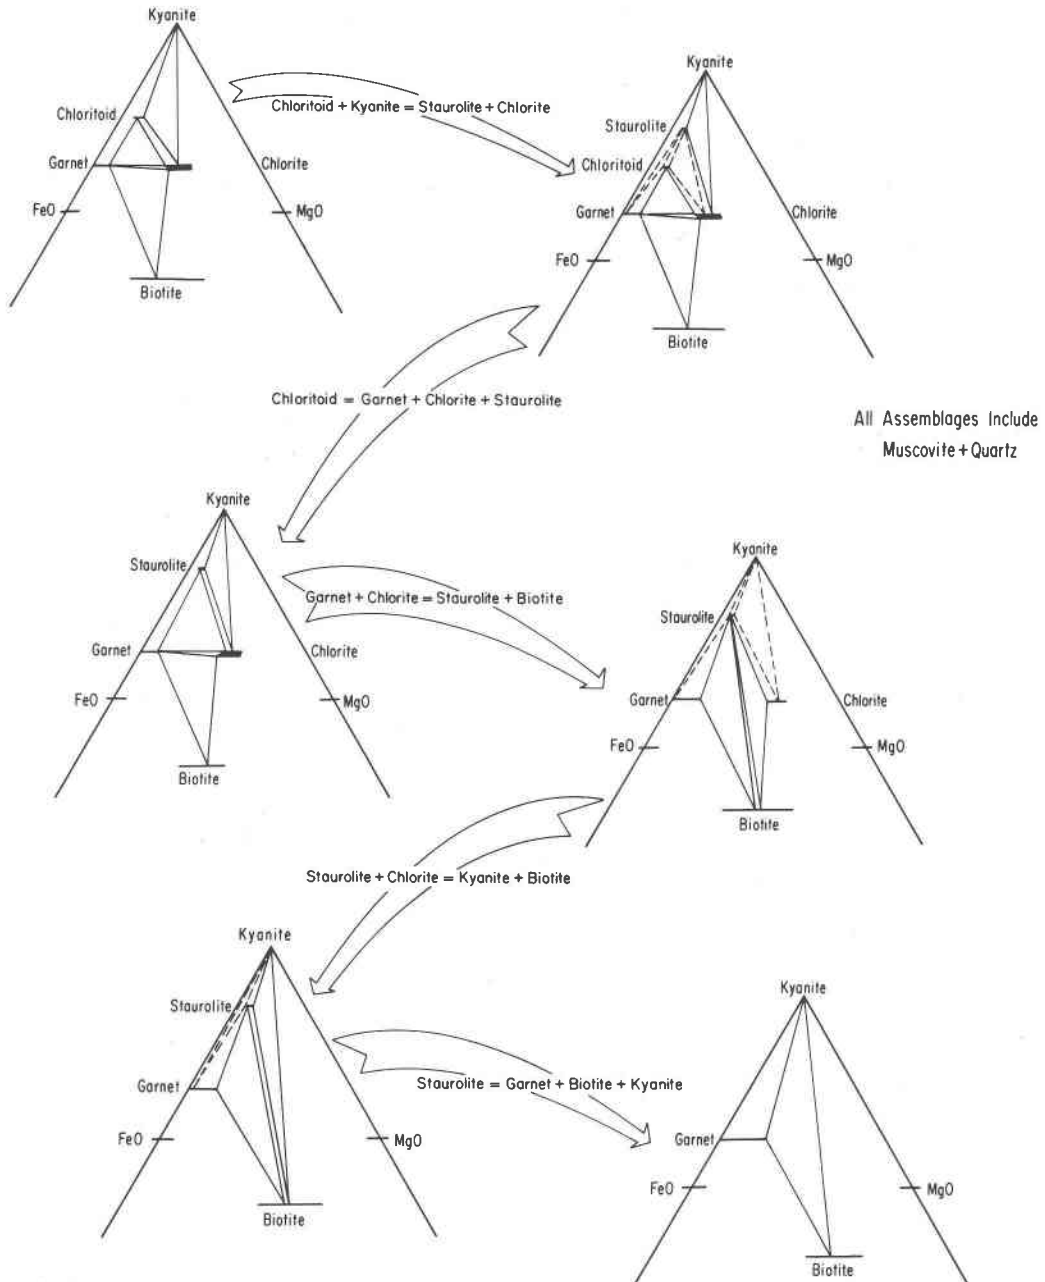 Kyanite
Chloritoid
Garnet
Chlorite
FeO
MgO
Biotite
Chloritoid + Kyanite = Staurolite + Chlorite
Kyanite
Staurolite
Chloritoid
Garnet
Chlorite
FeO
MgO
Biotite
Chloritoid = Garnet + Chlorite + Staurolite
All Assemblages Include
Muscovite + Quartz
Kyanite
Staurolite
Garnet
Chlorite
FeO
MgO
Biotite
Garnet + Chlorite = Staurolite + Biotite
Kyanite
Staurolite
Garnet
Chlorite
FeO
MgO
Biotite
Staurolite + Chlorite = Kyanite + Biotite
Kyanite
Staurolite
Garnet
FeO
MgO
Biotite
Staurolite = Garnet + Biotite + Kyanite
Kyanite
Garnet
FeO
MgO
Biotite